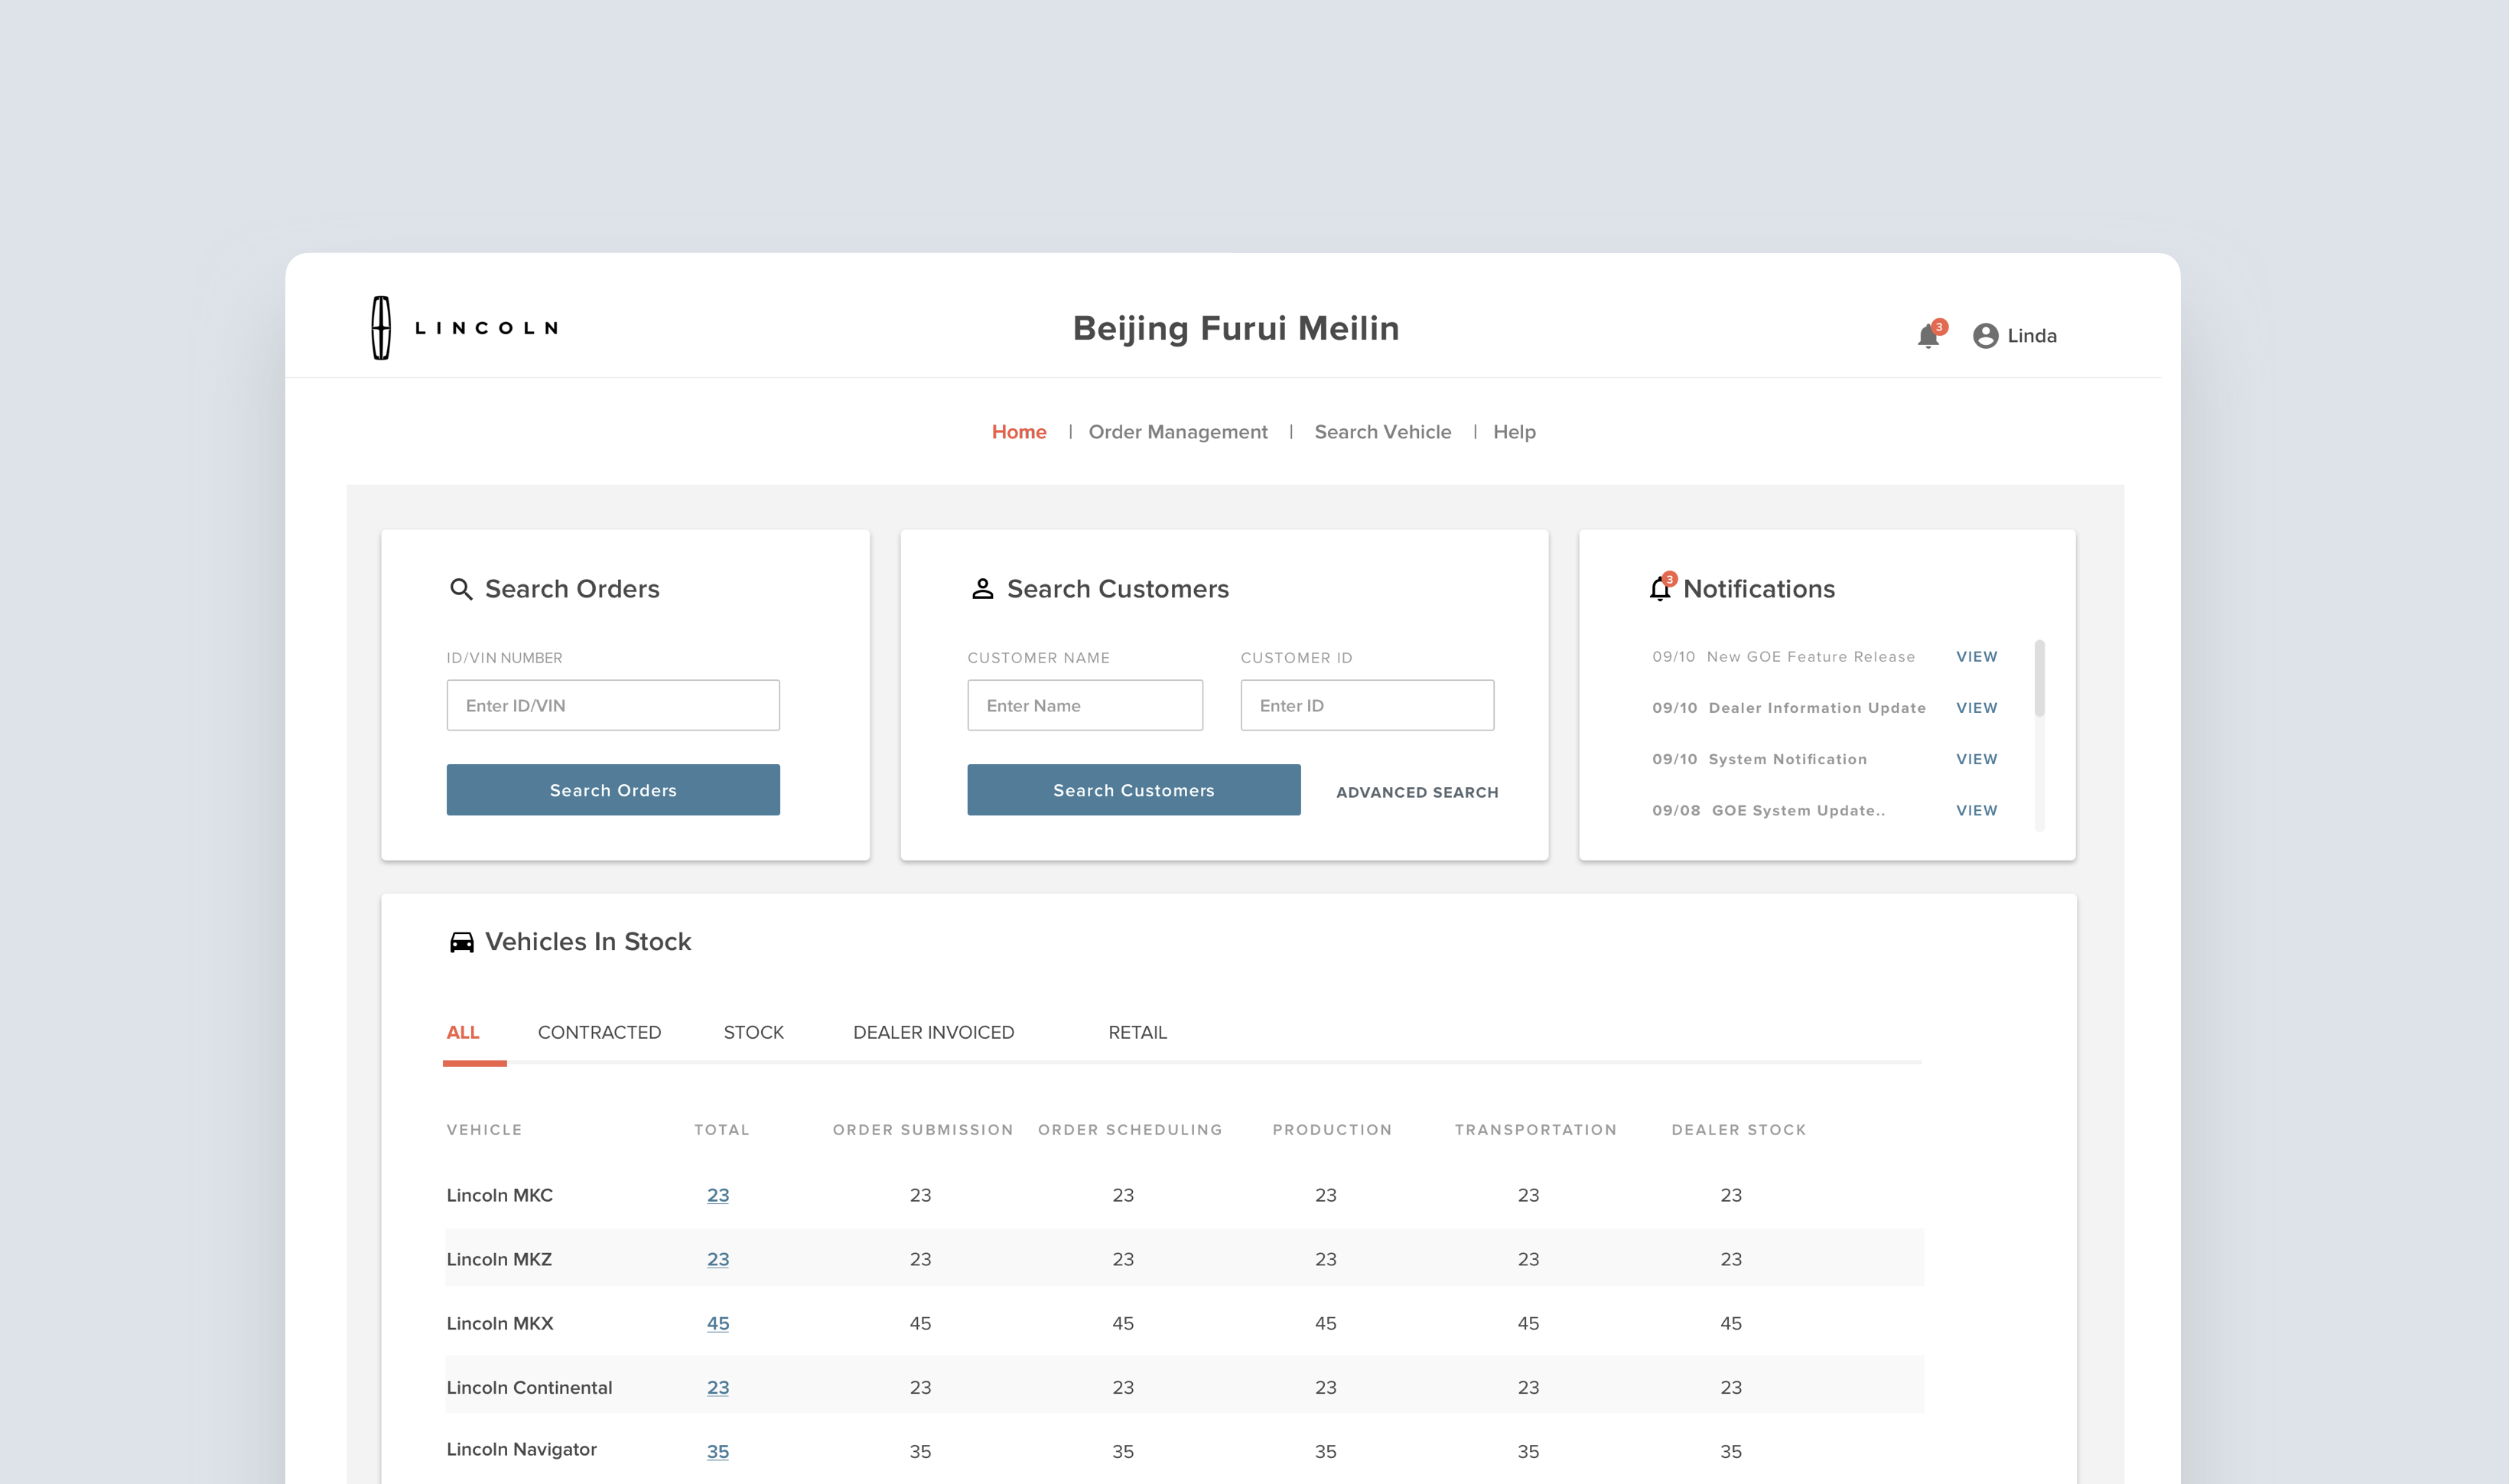 LINCOLN
Beijing Furui Meilin
3
Linda
Home | Order Management | Search Vehicle | Help
Search Orders
ID/VIN NUMBER
Enter ID/VIN
Search Orders
Search Customers
CUSTOMER NAME CUSTOMER ID
Enter Name Enter ID
Search Customers ADVANCED SEARCH
3
Notifications
09/10 New GOE Feature Release VIEW
09/10 Dealer Information Update VIEW
09/10 System Notification VIEW
09/08 GOE System Update.. VIEW
Vehicles In Stock
ALL CONTRACTED STOCK DEALER INVOICED RETAIL
VEHICLE TOTAL ORDER SUBMISSION ORDER SCHEDULING PRODUCTION TRANSPORTATION DEALER STOCK
Lincoln MKC 23 23 23 23 23 23
Lincoln MKZ 23 23 23 23 23 23
Lincoln MKX 45 45 45 45 45 45
Lincoln Continental 23 23 23 23 23 23
Lincoln Navigator 35 35 35 35 35 35